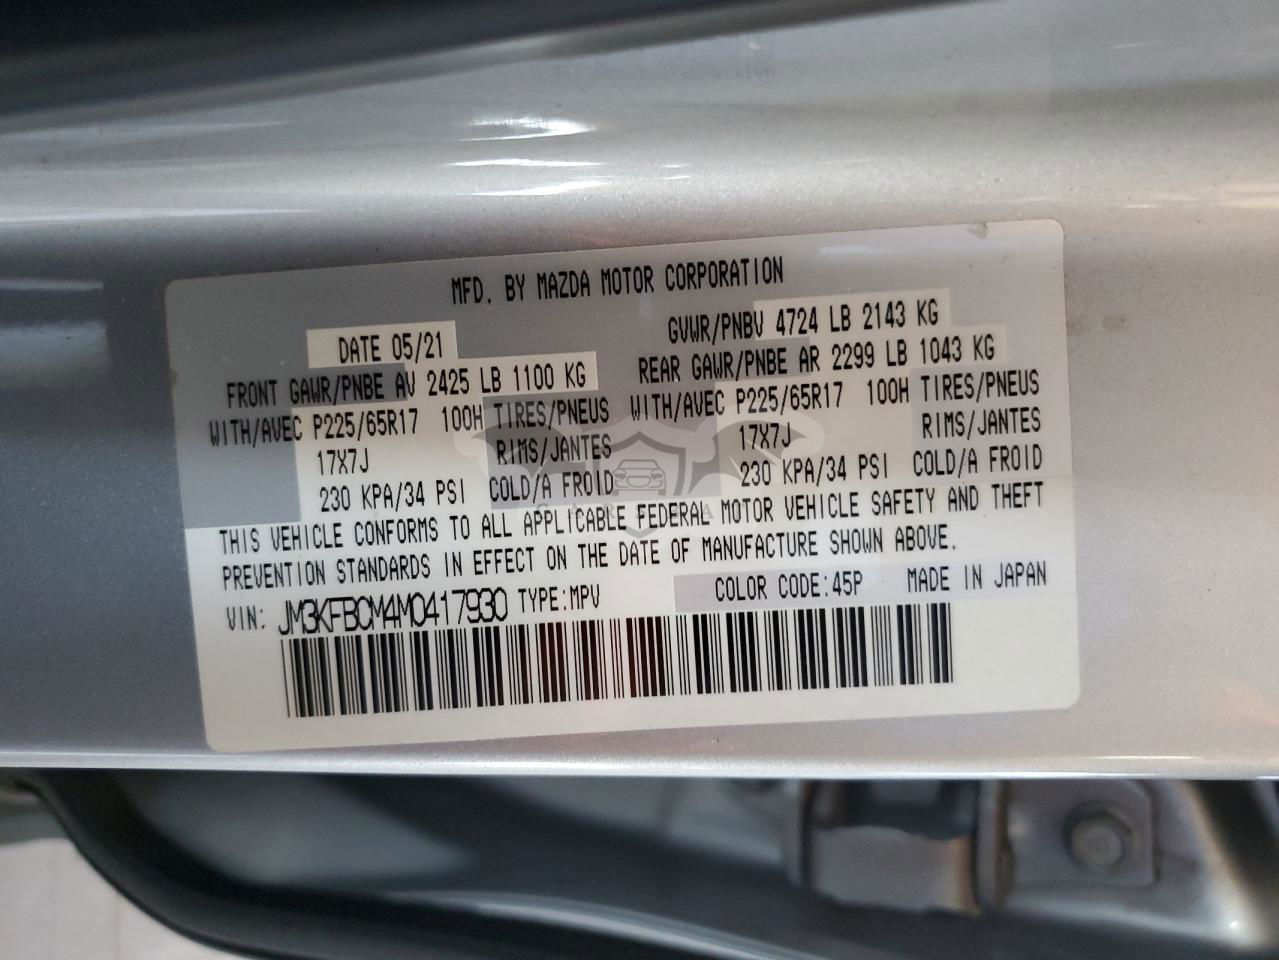 MFD. BY MAZDA MOTOR CORPORATION
DATE 05/21
GVWR/PNBV 4724 LB 2143 KG
FRONT GAWR/PNBE AV 2425 LB 1100 KG
REAR GAWR/PNBE AR 2299 LB 1043 KG
WITH/AVEC P225/65R17 100H TIRES/PNEUS
WITH/AVEC P225/65R17 100H TIRES/PNEUS
17X7J RIMS/JANTES
17X7J RIMS/JANTES
230 KPA/34 PSI COLD/A FROID
230 KPA/34 PSI COLD/A FROID
THIS VEHICLE CONFORMS TO ALL APPLICABLE FEDERAL MOTOR VEHICLE SAFETY AND THEFT
PREVENTION STANDARDS IN EFFECT ON THE DATE OF MANUFACTURE SHOWN ABOVE.
VIN: JM3KFBCM4M0417930 TYPE:MPV COLOR CODE:45P MADE IN JAPAN